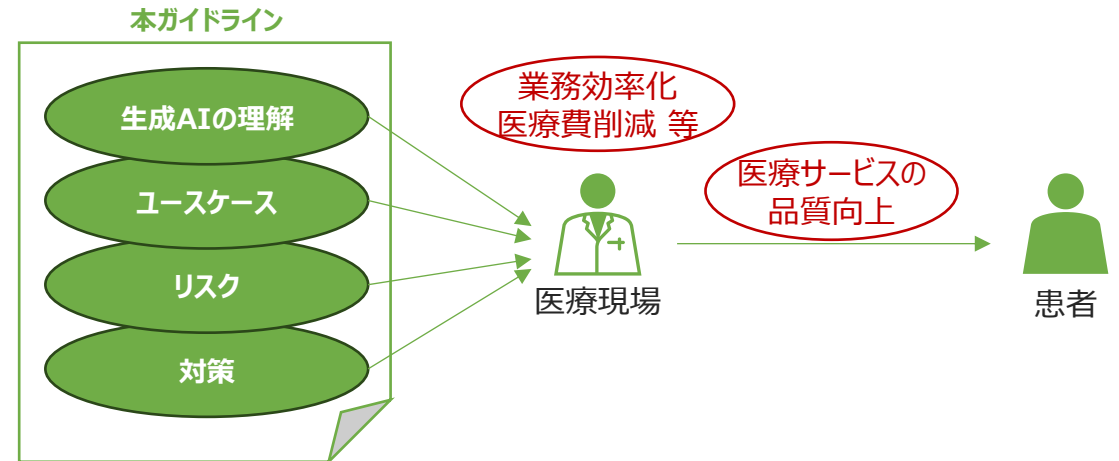 本ガイドライン
生成AIの理解
ユースケース
リスク
対策
業務効率化
医療費削減 等
医療現場
医療サービスの
品質向上
患者